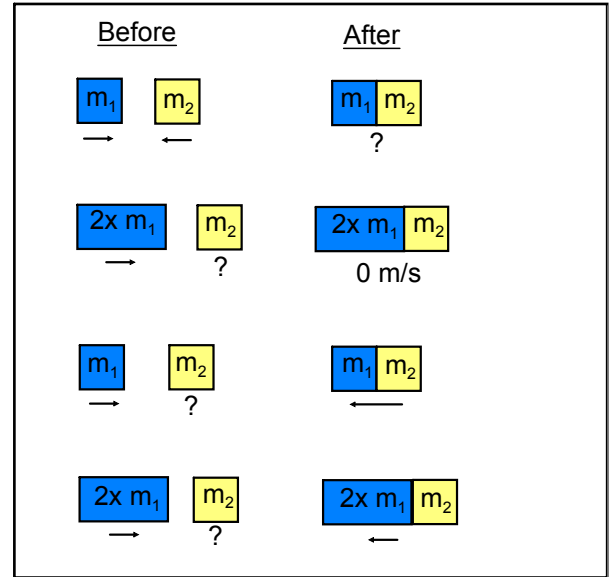 Before After
m₁ m₂ m₁ m₂
?
2x m₁ m₂ 2x m₁ m₂
? 0 m/s
m₁ m₂ m₁ m₂
?
2x m₁ m₂ 2x m₁ m₂
?